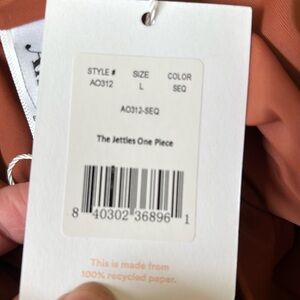 STYLE # SIZE COLOR
AO312 L SEQ
AO312-SEQ
The Jetties One Piece
8 40302 36896 1
This is made from
100% recycled paper.